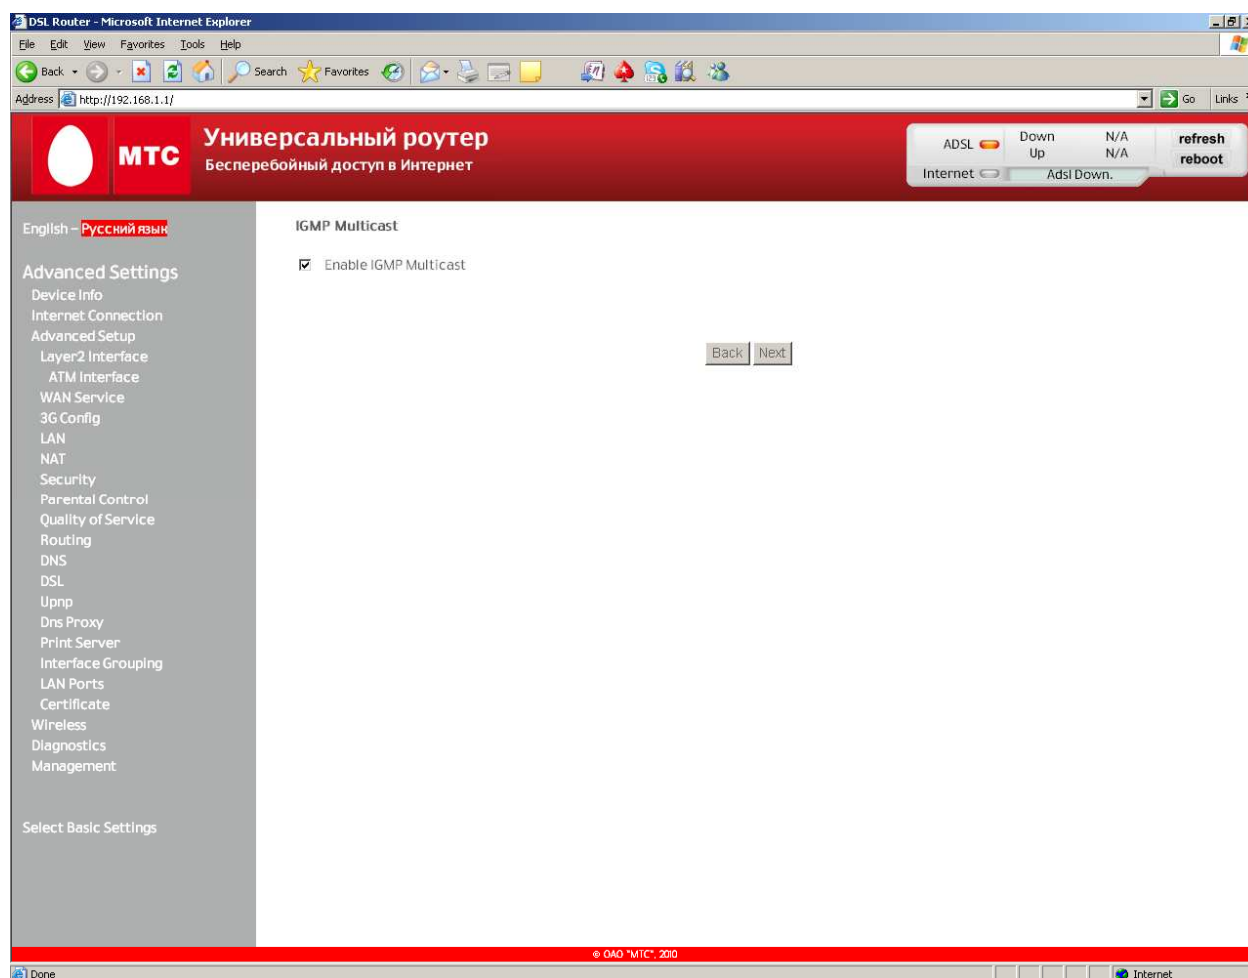 DSL Router - Microsoft Internet Explorer
File Edit View Favorites Tools Help
Back Search Favorites
Address http://192.168.1.1/ Go Links
МТС
Универсальный роутер
Бесперебойный доступ в Интернет
ADSL Down N/A refresh
Up N/A reboot
Internet Adsl Down.
English – Русский язык
IGMP Multicast
Enable IGMP Multicast
Back Next
Advanced Settings
Device Info
Internet Connection
Advanced Setup
Layer2 Interface
ATM Interface
WAN Service
3G Config
LAN
NAT
Security
Parental Control
Quality of Service
Routing
DNS
DSL
Upnp
Dns Proxy
Print Server
Interface Grouping
LAN Ports
Certificate
Wireless
Diagnostics
Management
Select Basic Settings
© ОАО "МТС", 2010
Done Internet